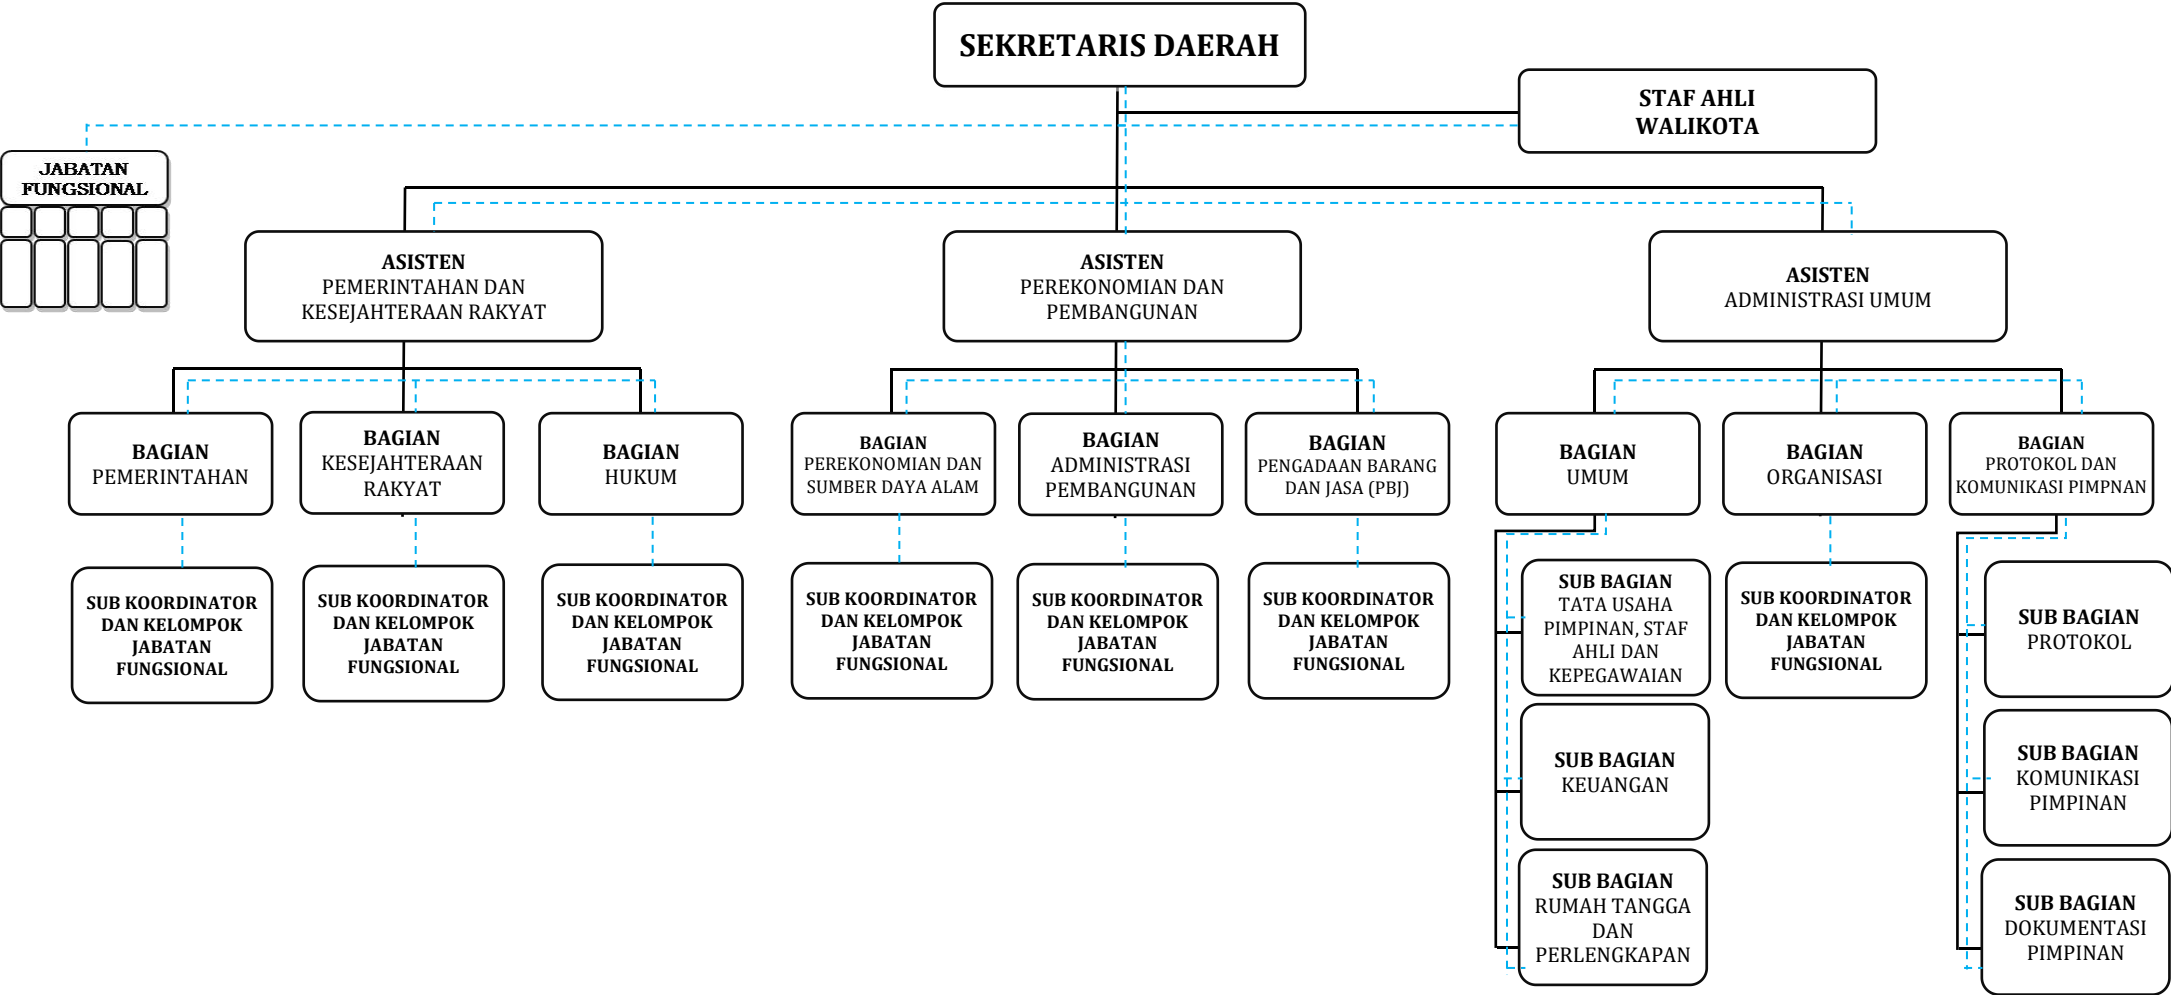 SEKRETARIS DAERAH
STAF AHLI
WALIKOTA
JABATAN
FUNGSIONAL
ASISTEN
PEMERINTAHAN DAN
KESEJAHTERAAN RAKYAT
ASISTEN
PEREKONOMIAN DAN
PEMBANGUNAN
ASISTEN
ADMINISTRASI UMUM
BAGIAN
PEMERINTAHAN
BAGIAN
KESEJAHTERAAN
RAKYAT
BAGIAN
HUKUM
BAGIAN
PEREKONOMIAN DAN
SUMBER DAYA ALAM
BAGIAN
ADMINISTRASI
PEMBANGUNAN
BAGIAN
PENGADAAN BARANG
DAN JASA (PBJ)
BAGIAN
UMUM
BAGIAN
ORGANISASI
BAGIAN
PROTOKOL DAN
KOMUNIKASI PIMPNAN
SUB KOORDINATOR
DAN KELOMPOK
JABATAN
FUNGSIONAL
SUB KOORDINATOR
DAN KELOMPOK
JABATAN
FUNGSIONAL
SUB KOORDINATOR
DAN KELOMPOK
JABATAN
FUNGSIONAL
SUB KOORDINATOR
DAN KELOMPOK
JABATAN
FUNGSIONAL
SUB KOORDINATOR
DAN KELOMPOK
JABATAN
FUNGSIONAL
SUB KOORDINATOR
DAN KELOMPOK
JABATAN
FUNGSIONAL
SUB BAGIAN
TATA USAHA
PIMPINAN, STAF
AHLI DAN
KEPEGAWAIAN
SUB KOORDINATOR
DAN KELOMPOK
JABATAN
FUNGSIONAL
SUB BAGIAN
PROTOKOL
SUB BAGIAN
KEUANGAN
SUB BAGIAN
KOMUNIKASI
PIMPINAN
SUB BAGIAN
RUMAH TANGGA
DAN
PERLENGKAPAN
SUB BAGIAN
DOKUMENTASI
PIMPINAN